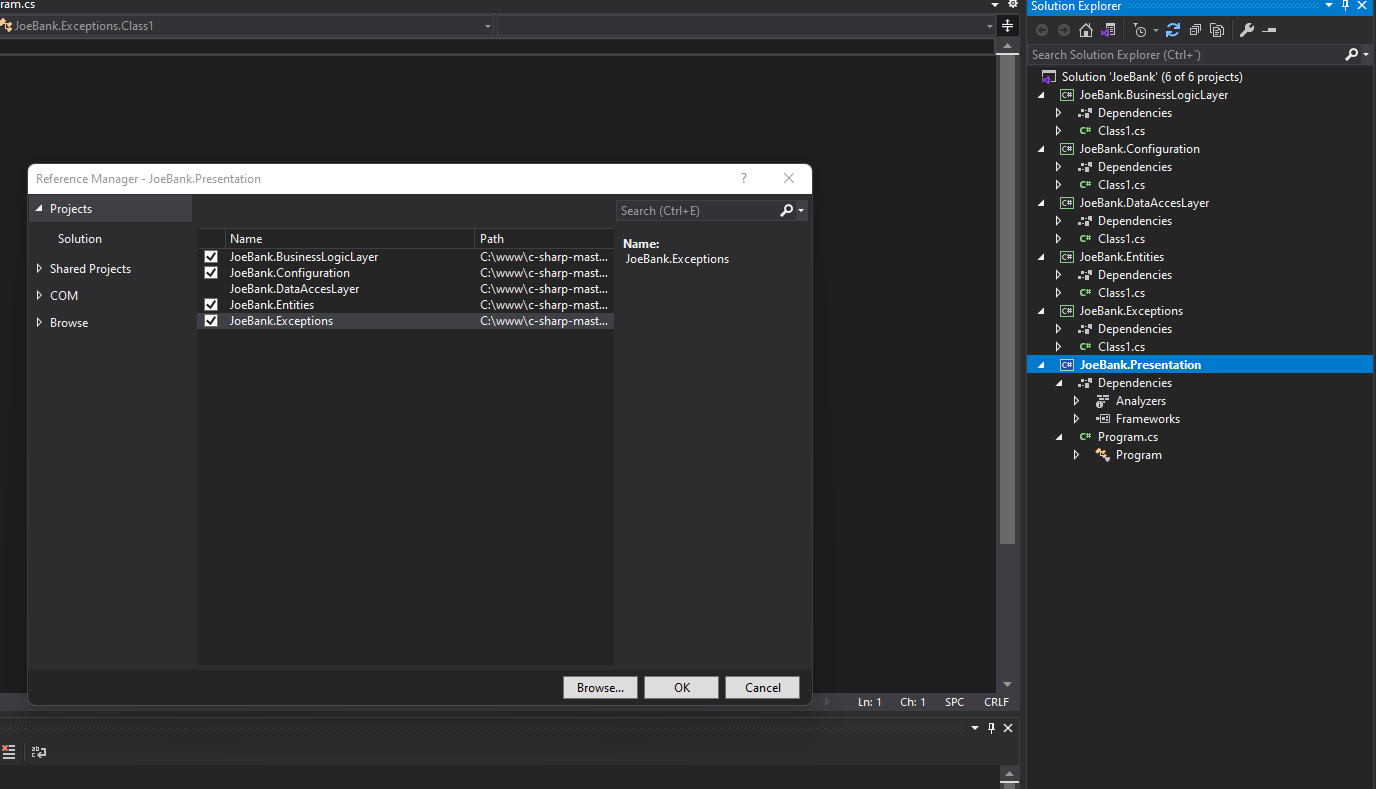 ram.cs
JoeBank.Exceptions.Class1
Reference Manager - JoeBank.Presentation
?
Projects
Solution
Shared Projects
COM
Browse
Search (Ctrl+E)
Name Path
JoeBank.BusinessLogicLayer C:\www\c-sharp-mast...
JoeBank.Configuration C:\www\c-sharp-mast...
JoeBank.DataAccesLayer C:\www\c-sharp-mast...
JoeBank.Entities C:\www\c-sharp-mast...
JoeBank.Exceptions C:\www\c-sharp-mast...
Name:
JoeBank.Exceptions
Browse... OK Cancel
Ln: 1 Ch: 1 SPC CRLF
Solution Explorer
Search Solution Explorer (Ctrl+¨)
Solution 'JoeBank' (6 of 6 projects)
C# JoeBank.BusinessLogicLayer
Dependencies
C# Class1.cs
C# JoeBank.Configuration
Dependencies
C# Class1.cs
C# JoeBank.DataAccesLayer
Dependencies
C# Class1.cs
C# JoeBank.Entities
Dependencies
C# Class1.cs
C# JoeBank.Exceptions
Dependencies
C# Class1.cs
C# JoeBank.Presentation
Dependencies
Analyzers
Frameworks
C# Program.cs
Program